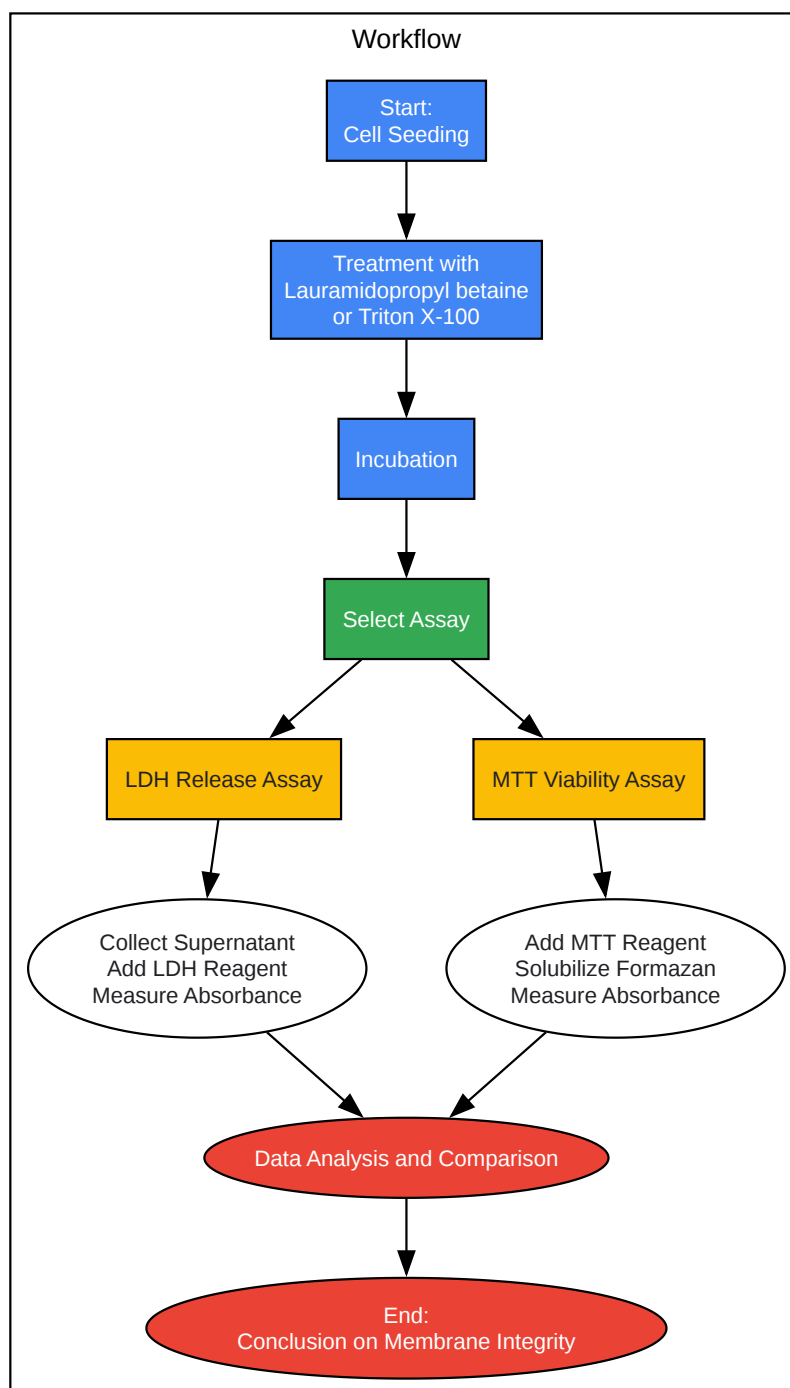 Workflow
Start:
Cell Seeding
Treatment with
Lauramidopropyl betaine
or Triton X-100
Incubation
Select Assay
LDH Release Assay
MTT Viability Assay
Collect Supernatant
Add LDH Reagent
Measure Absorbance
Add MTT Reagent
Solubilize Formazan
Measure Absorbance
Data Analysis and Comparison
End:
Conclusion on Membrane Integrity